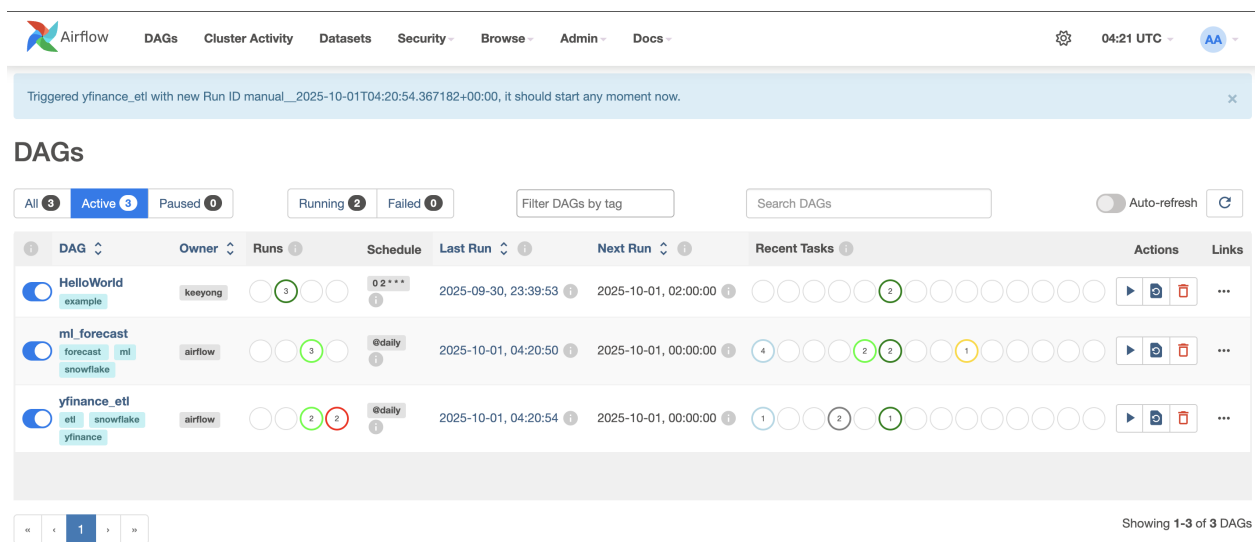 Airflow DAGs Cluster Activity Datasets Security Browse Admin Docs 04:21 UTC AA
Triggered yfinance_etl with new Run ID manual__2025-10-01T04:20:54.367182+00:00, it should start any moment now. ×
DAGs
All 3 Active 3 Paused 0 Running 2 Failed 0 Filter DAGs by tag Search DAGs Auto-refresh
i DAG Owner Runs i Schedule Last Run i Next Run i Recent Tasks i Actions Links
HelloWorld
example
keeyong
3
0 2 * * *
i
2025-09-30, 23:39:53 i
2025-10-01, 02:00:00 i
2
ml_forecast
forecast ml
snowflake
airflow
3
@daily
i
2025-10-01, 04:20:50 i
2025-10-01, 00:00:00 i
4 2 2 1
yfinance_etl
etl snowflake
yfinance
airflow
2 2
@daily
i
2025-10-01, 04:20:54 i
2025-10-01, 00:00:00 i
1 2 1
« ‹ 1 › »
Showing 1-3 of 3 DAGs